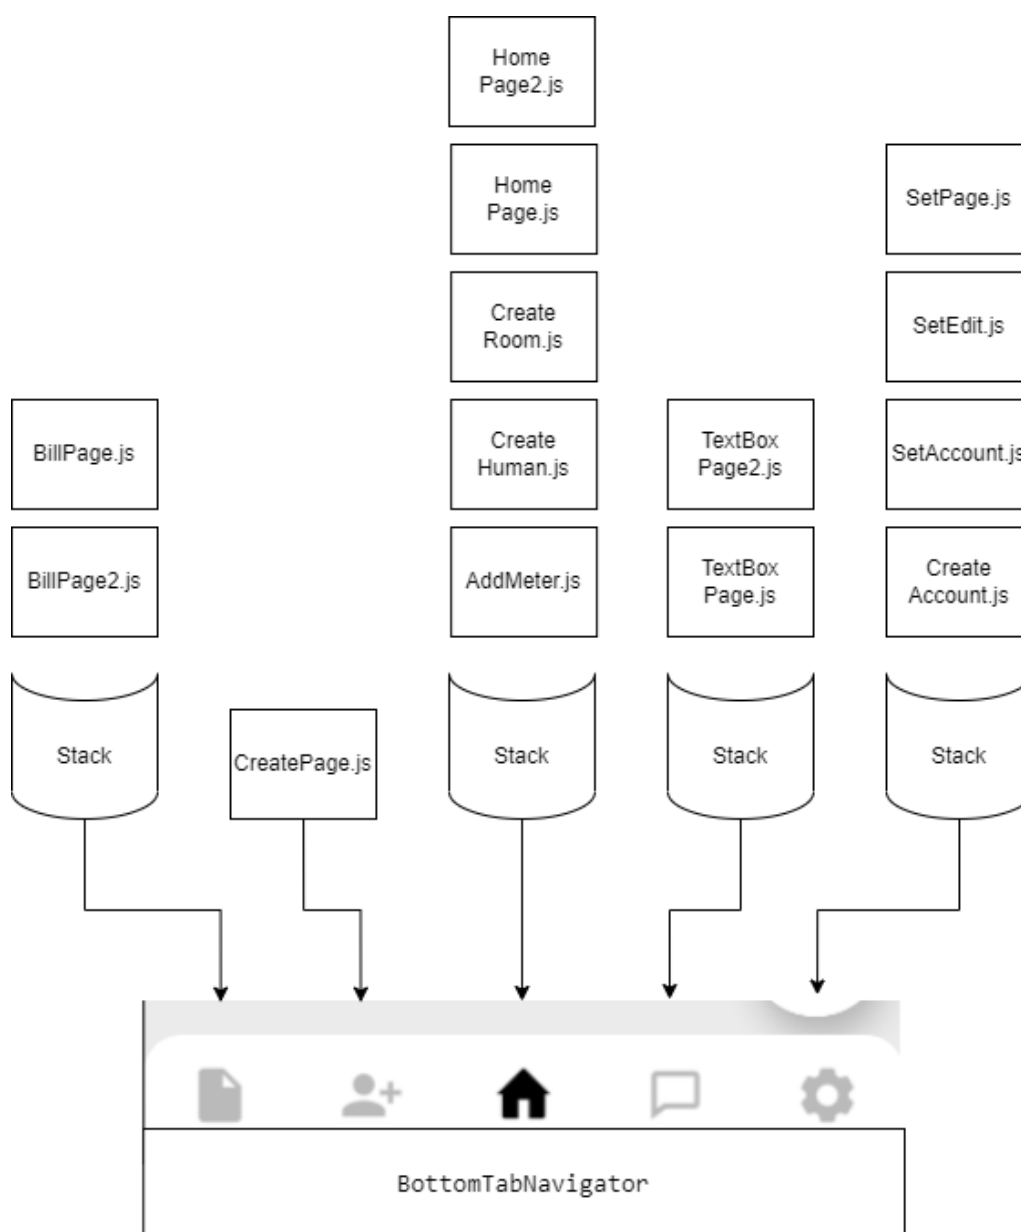 Home
Page2.js
Home
Page.js
SetPage.js
Create
Room.js
SetEdit.js
BillPage.js
Create
Human.js
TextBox
Page2.js
SetAccount.js
BillPage2.js
AddMeter.js
TextBox
Page.js
Create
Account.js
Stack
CreatePage.js
Stack
Stack
Stack
BottomTabNavigator